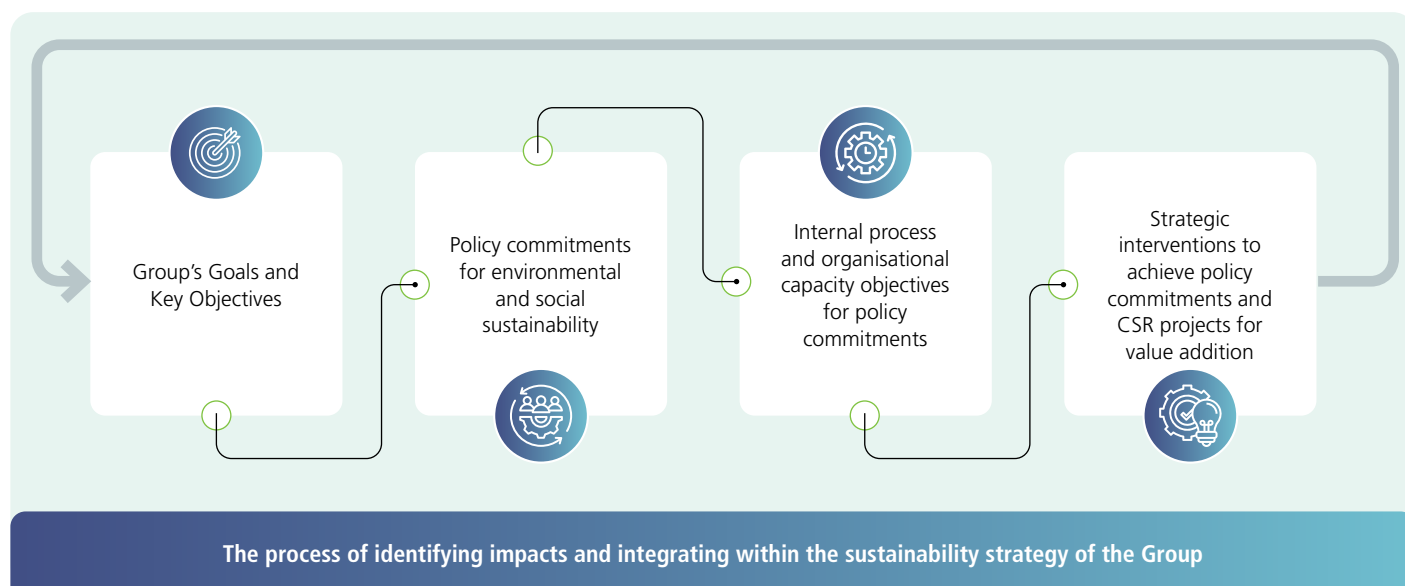 Group's Goals and
Key Objectives
Policy commitments
for environmental
and social
sustainability
Internal process
and organisational
capacity objectives
for policy
commitments
Strategic
interventions to
achieve policy
commitments and
CSR projects for
value addition
The process of identifying impacts and integrating within the sustainability strategy of the Group